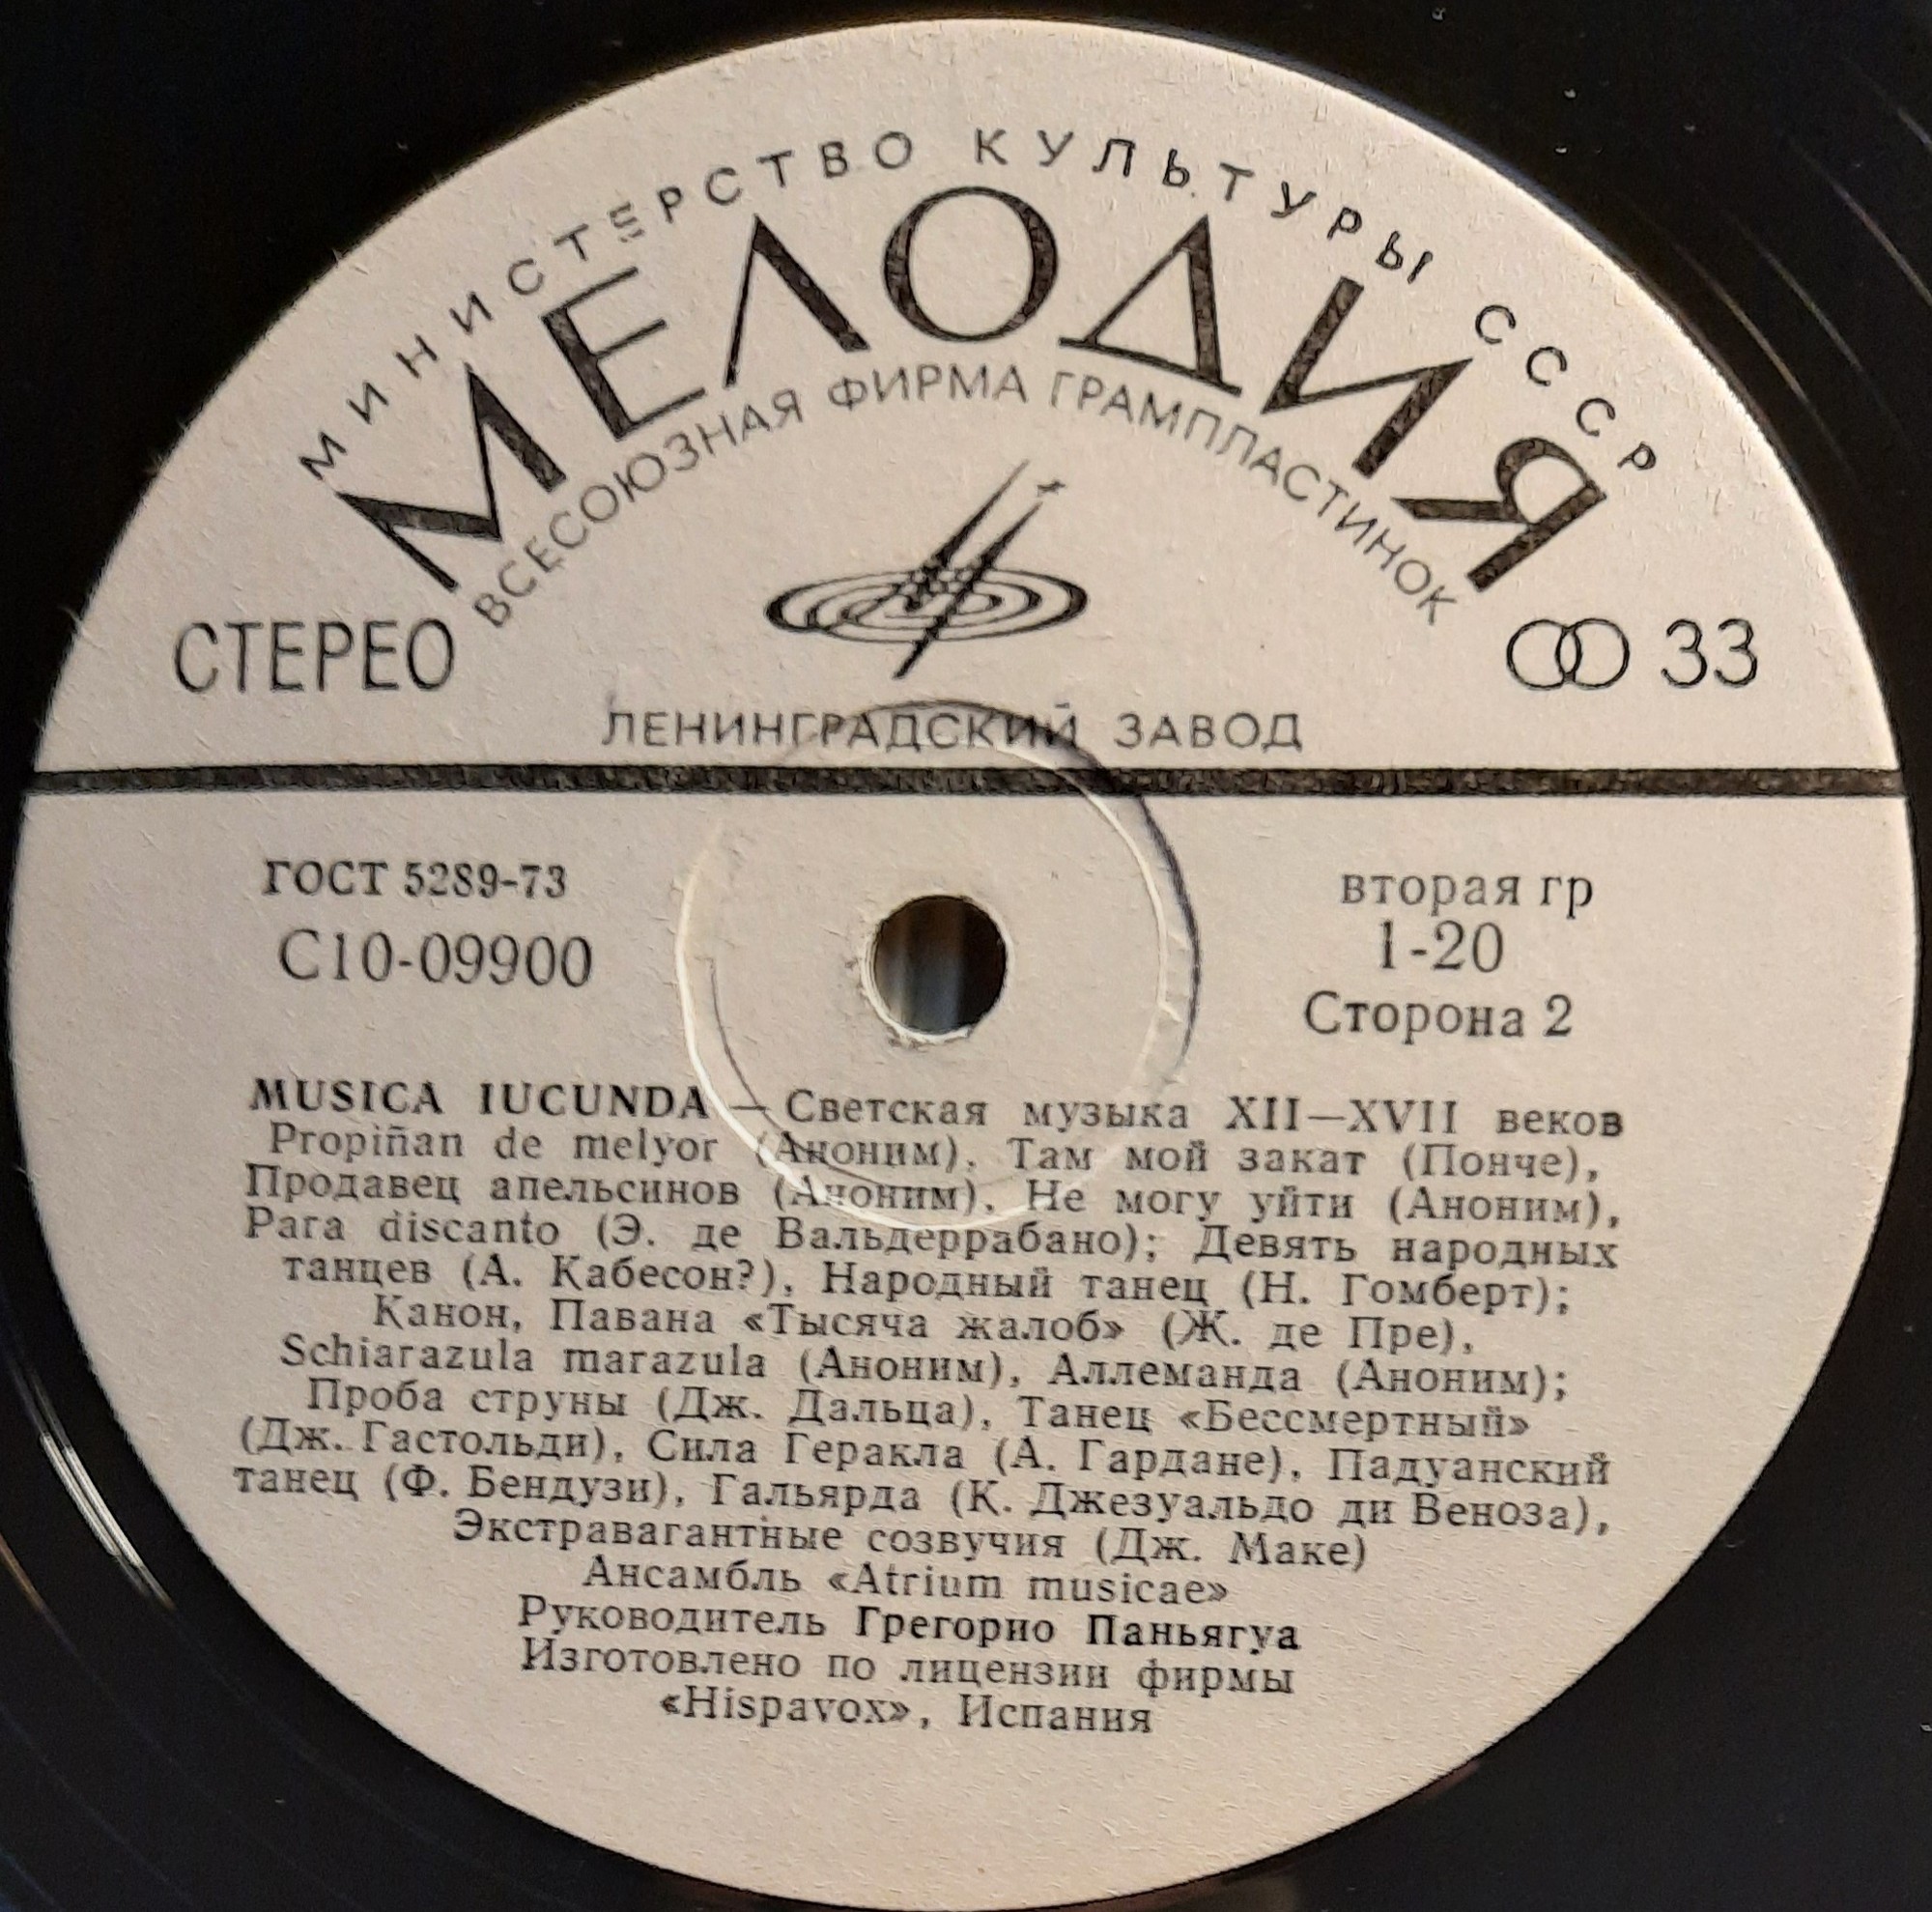 МИНИСТЕРСТВО КУЛЬТУРЫ СССР
МЕЛОДИЯ
ВСЕСОЮЗНАЯ ФИРМА ГРАМПЛАСТИНОК
СТЕРЕО
33
ЛЕНИНГРАДСКИЙ ЗАВОД
ГОСТ 5289-73
С10-09900
вторая гр
1-20
Сторона 2
MUSICA IUCUNDA — Светская музыка XII—XVII веков
Propiñan de melyor (Аноним), Там мой закат (Понче),
Продавец апельсинов (Аноним), Не могу уйти (Аноним),
Para discanto (Э. де Вальдеррабано); Девять народных
танцев (А. Кабесон?), Народный танец (Н. Гомберт);
Канон, Павана «Тысяча жалоб» (Ж. де Пре),
Schiarazula marazula (Аноним), Аллеманда (Аноним);
Проба струны (Дж. Дальца), Танец «Бессмертный»
(Дж. Гастольди), Сила Геракла (А. Гардане), Падуанский
танец (Ф. Бендузи), Гальярда (К. Джезуальдо ди Веноза),
Экстравагантные созвучия (Дж. Маке)
Ансамбль «Atrium musicae»
Руководитель Грегорио Паньягуа
Изготовлено по лицензии фирмы
«Hispavox», Испания